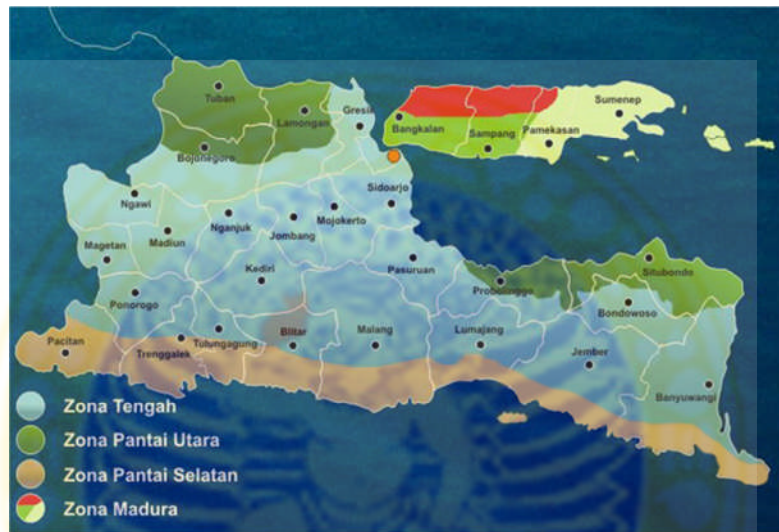 Tuban
Lamongan
Gresik
Bojonegoro
Bangkalan
Sampang
Pamekasan
Sumenep
Ngawi
Sidoarjo
Magetan
Madiun
Nganjuk
Jombang
Mojokerto
Kediri
Pasuruan
Probolinggo
Situbondo
Ponorogo
Bondowoso
Pacitan
Trenggalek
Tulungagung
Blitar
Malang
Lumajang
Jember
Banyuwangi
Zona Tengah
Zona Pantai Utara
Zona Pantai Selatan
Zona Madura